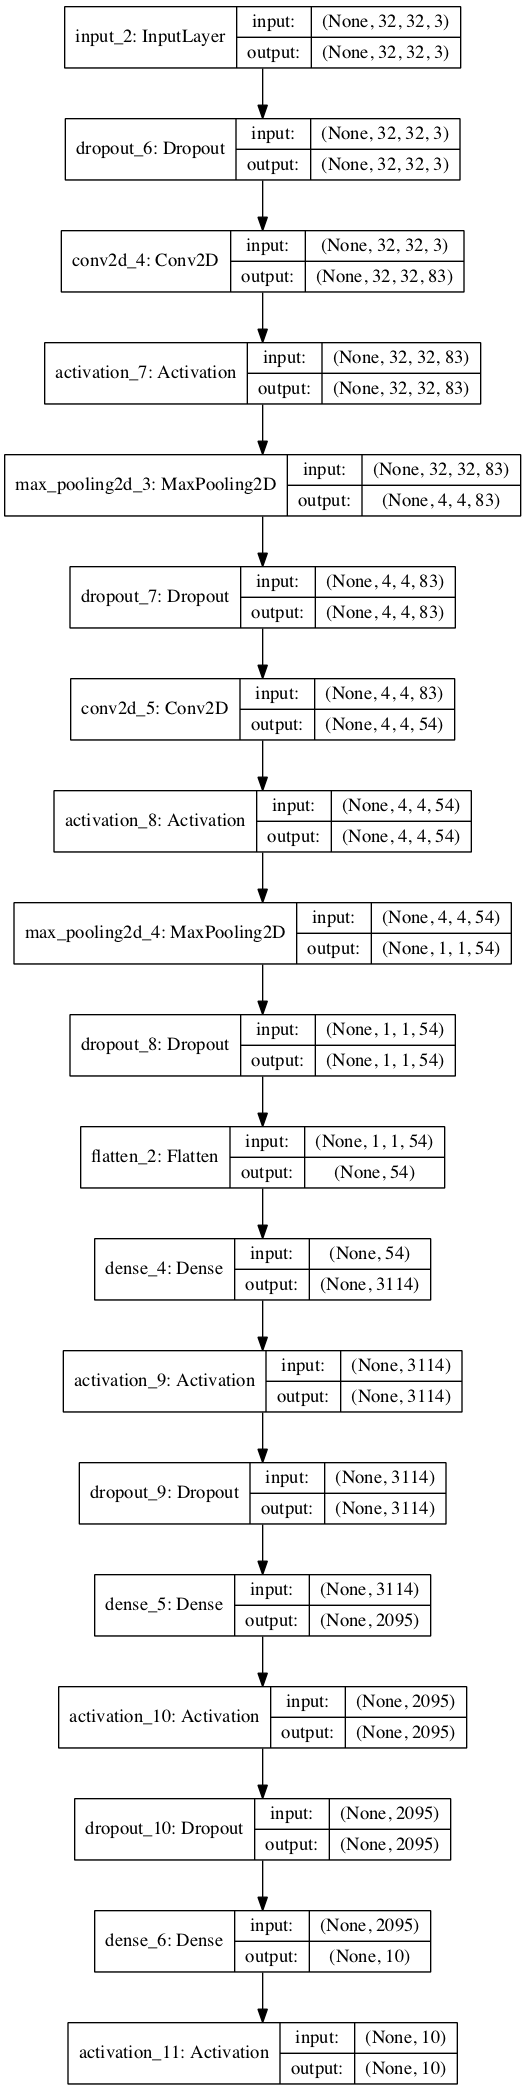 input_2: InputLayer
input: (None, 32, 32, 3)
output: (None, 32, 32, 3)
dropout_6: Dropout
input: (None, 32, 32, 3)
output: (None, 32, 32, 3)
conv2d_4: Conv2D
input: (None, 32, 32, 3)
output: (None, 32, 32, 83)
activation_7: Activation
input: (None, 32, 32, 83)
output: (None, 32, 32, 83)
max_pooling2d_3: MaxPooling2D
input: (None, 32, 32, 83)
output: (None, 4, 4, 83)
dropout_7: Dropout
input: (None, 4, 4, 83)
output: (None, 4, 4, 83)
conv2d_5: Conv2D
input: (None, 4, 4, 83)
output: (None, 4, 4, 54)
activation_8: Activation
input: (None, 4, 4, 54)
output: (None, 4, 4, 54)
max_pooling2d_4: MaxPooling2D
input: (None, 4, 4, 54)
output: (None, 1, 1, 54)
dropout_8: Dropout
input: (None, 1, 1, 54)
output: (None, 1, 1, 54)
flatten_2: Flatten
input: (None, 1, 1, 54)
output: (None, 54)
dense_4: Dense
input: (None, 54)
output: (None, 3114)
activation_9: Activation
input: (None, 3114)
output: (None, 3114)
dropout_9: Dropout
input: (None, 3114)
output: (None, 3114)
dense_5: Dense
input: (None, 3114)
output: (None, 2095)
activation_10: Activation
input: (None, 2095)
output: (None, 2095)
dropout_10: Dropout
input: (None, 2095)
output: (None, 2095)
dense_6: Dense
input: (None, 2095)
output: (None, 10)
activation_11: Activation
input: (None, 10)
output: (None, 10)